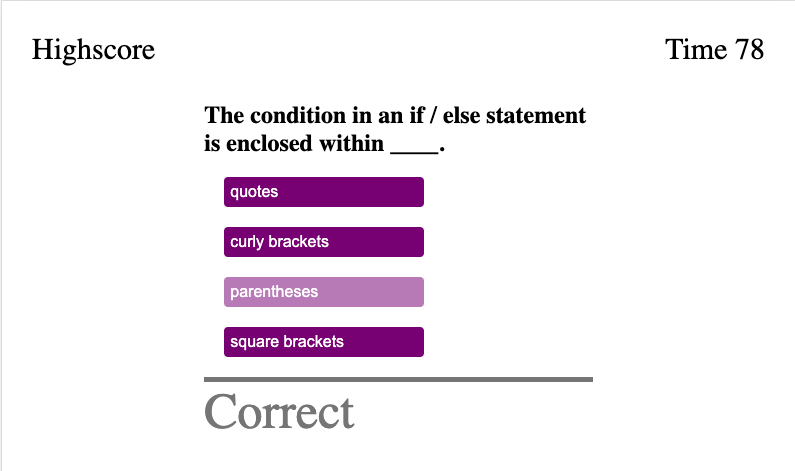 Highscore
Time 78
The condition in an if / else statement
is enclosed within ____.
quotes
curly brackets
parentheses
square brackets
Correct